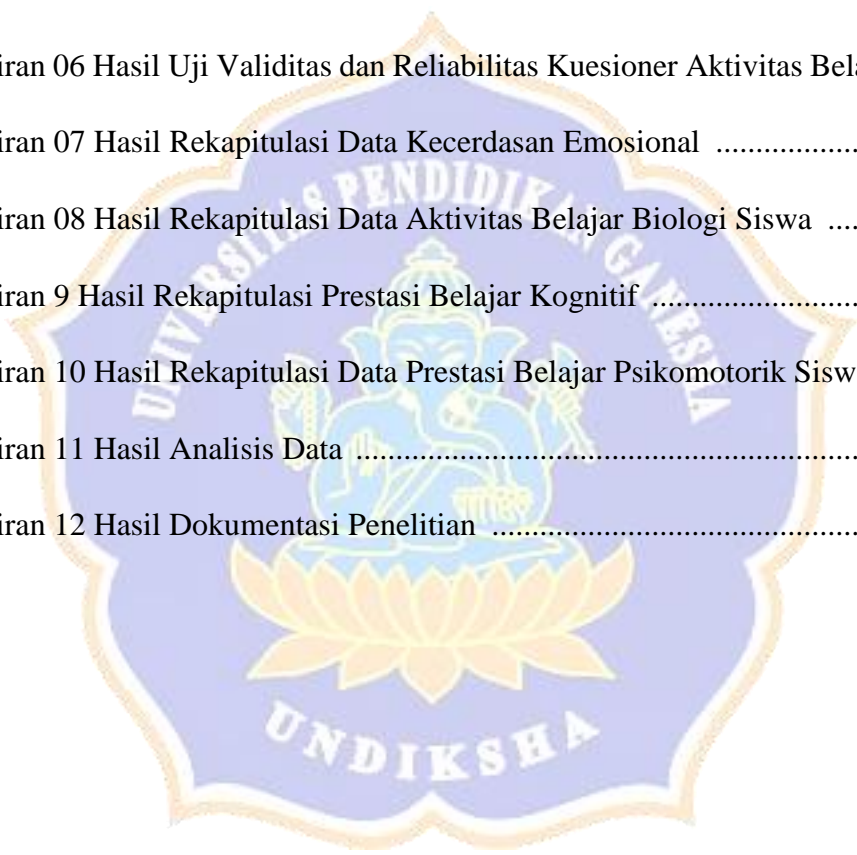 iran 06 Hasil Uji Validitas dan Reliabilitas Kuesioner Aktivitas Bela
iran 07 Hasil Rekapitulasi Data Kecerdasan Emosional ..................
iran 08 Hasil Rekapitulasi Data Aktivitas Belajar Biologi Siswa ....
iran 9 Hasil Rekapitulasi Prestasi Belajar Kognitif ..........................
iran 10 Hasil Rekapitulasi Data Prestasi Belajar Psikomotorik Sisw
iran 11 Hasil Analisis Data ................................................................
iran 12 Hasil Dokumentasi Penelitian ..............................................
UNIVERSITAS PENDIDIKAN GANESHA
UNDIKSHA